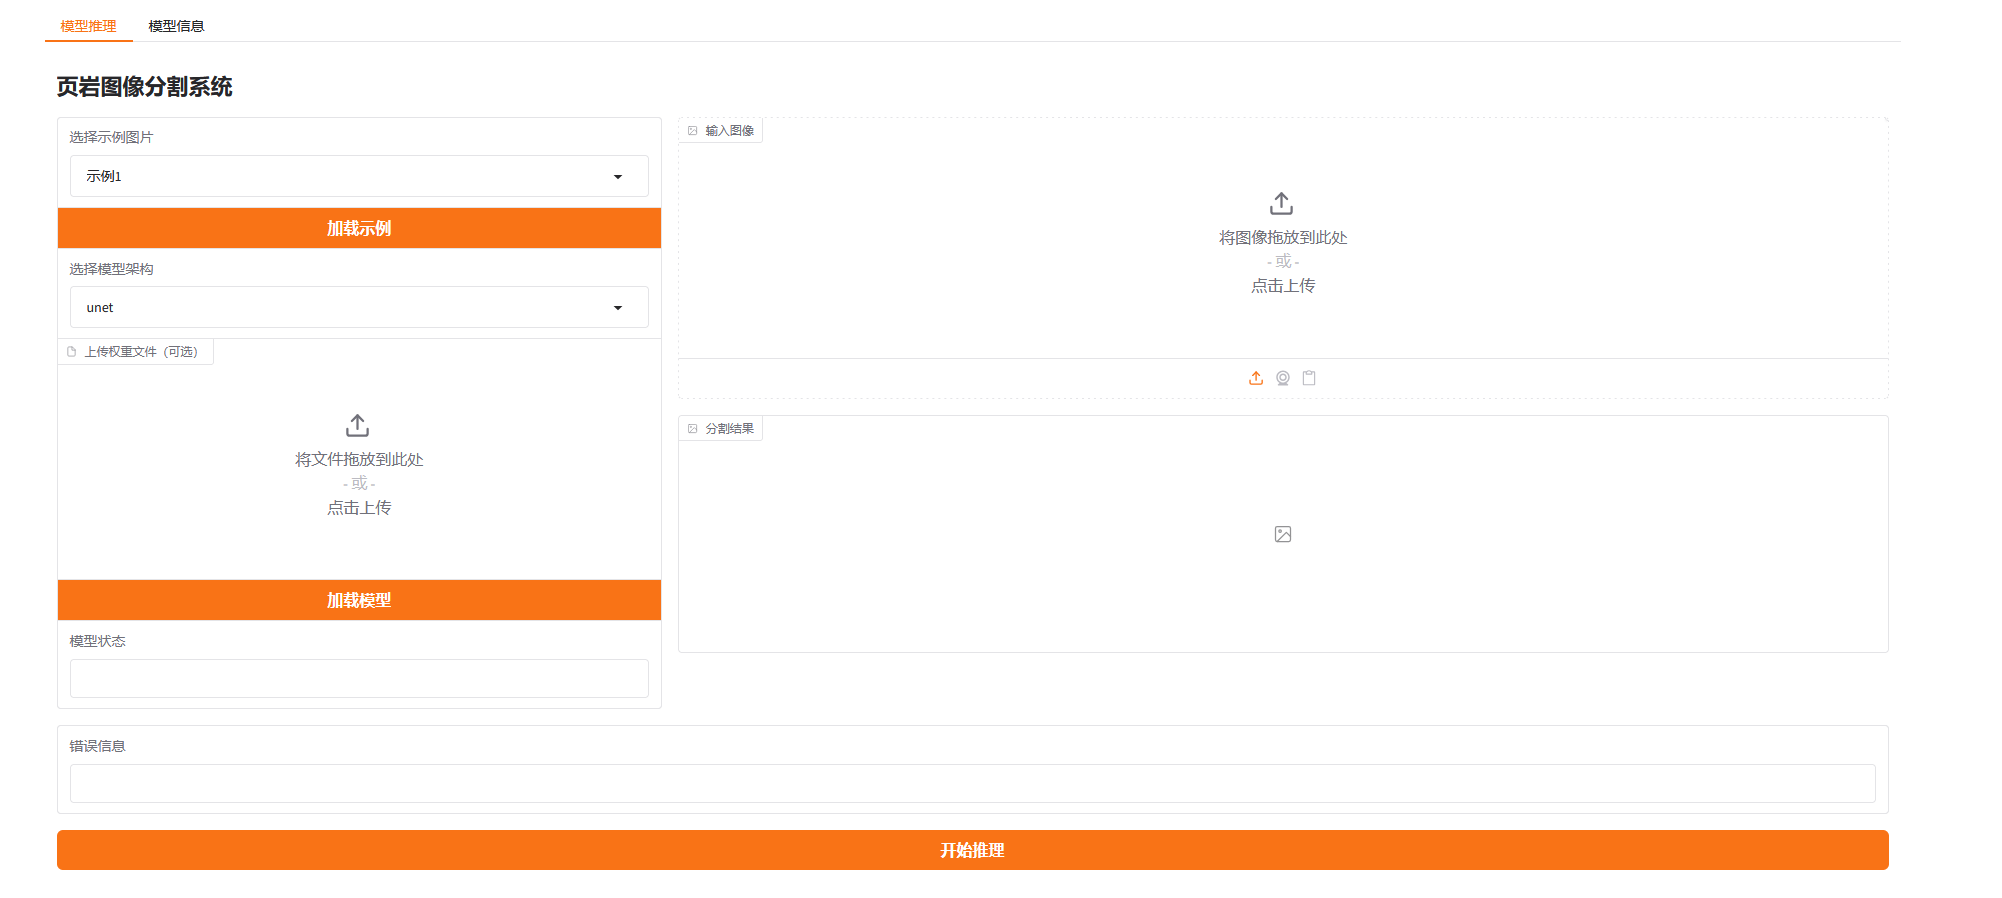 模型推理
模型信息
页岩图像分割系统
选择示例图片
示例1
加载示例
选择模型架构
unet
上传权重文件（可选）
将文件拖放到此处
- 或 -
点击上传
加载模型
模型状态
输入图像
将图像拖放到此处
- 或 -
点击上传
分割结果
错误信息
开始推理